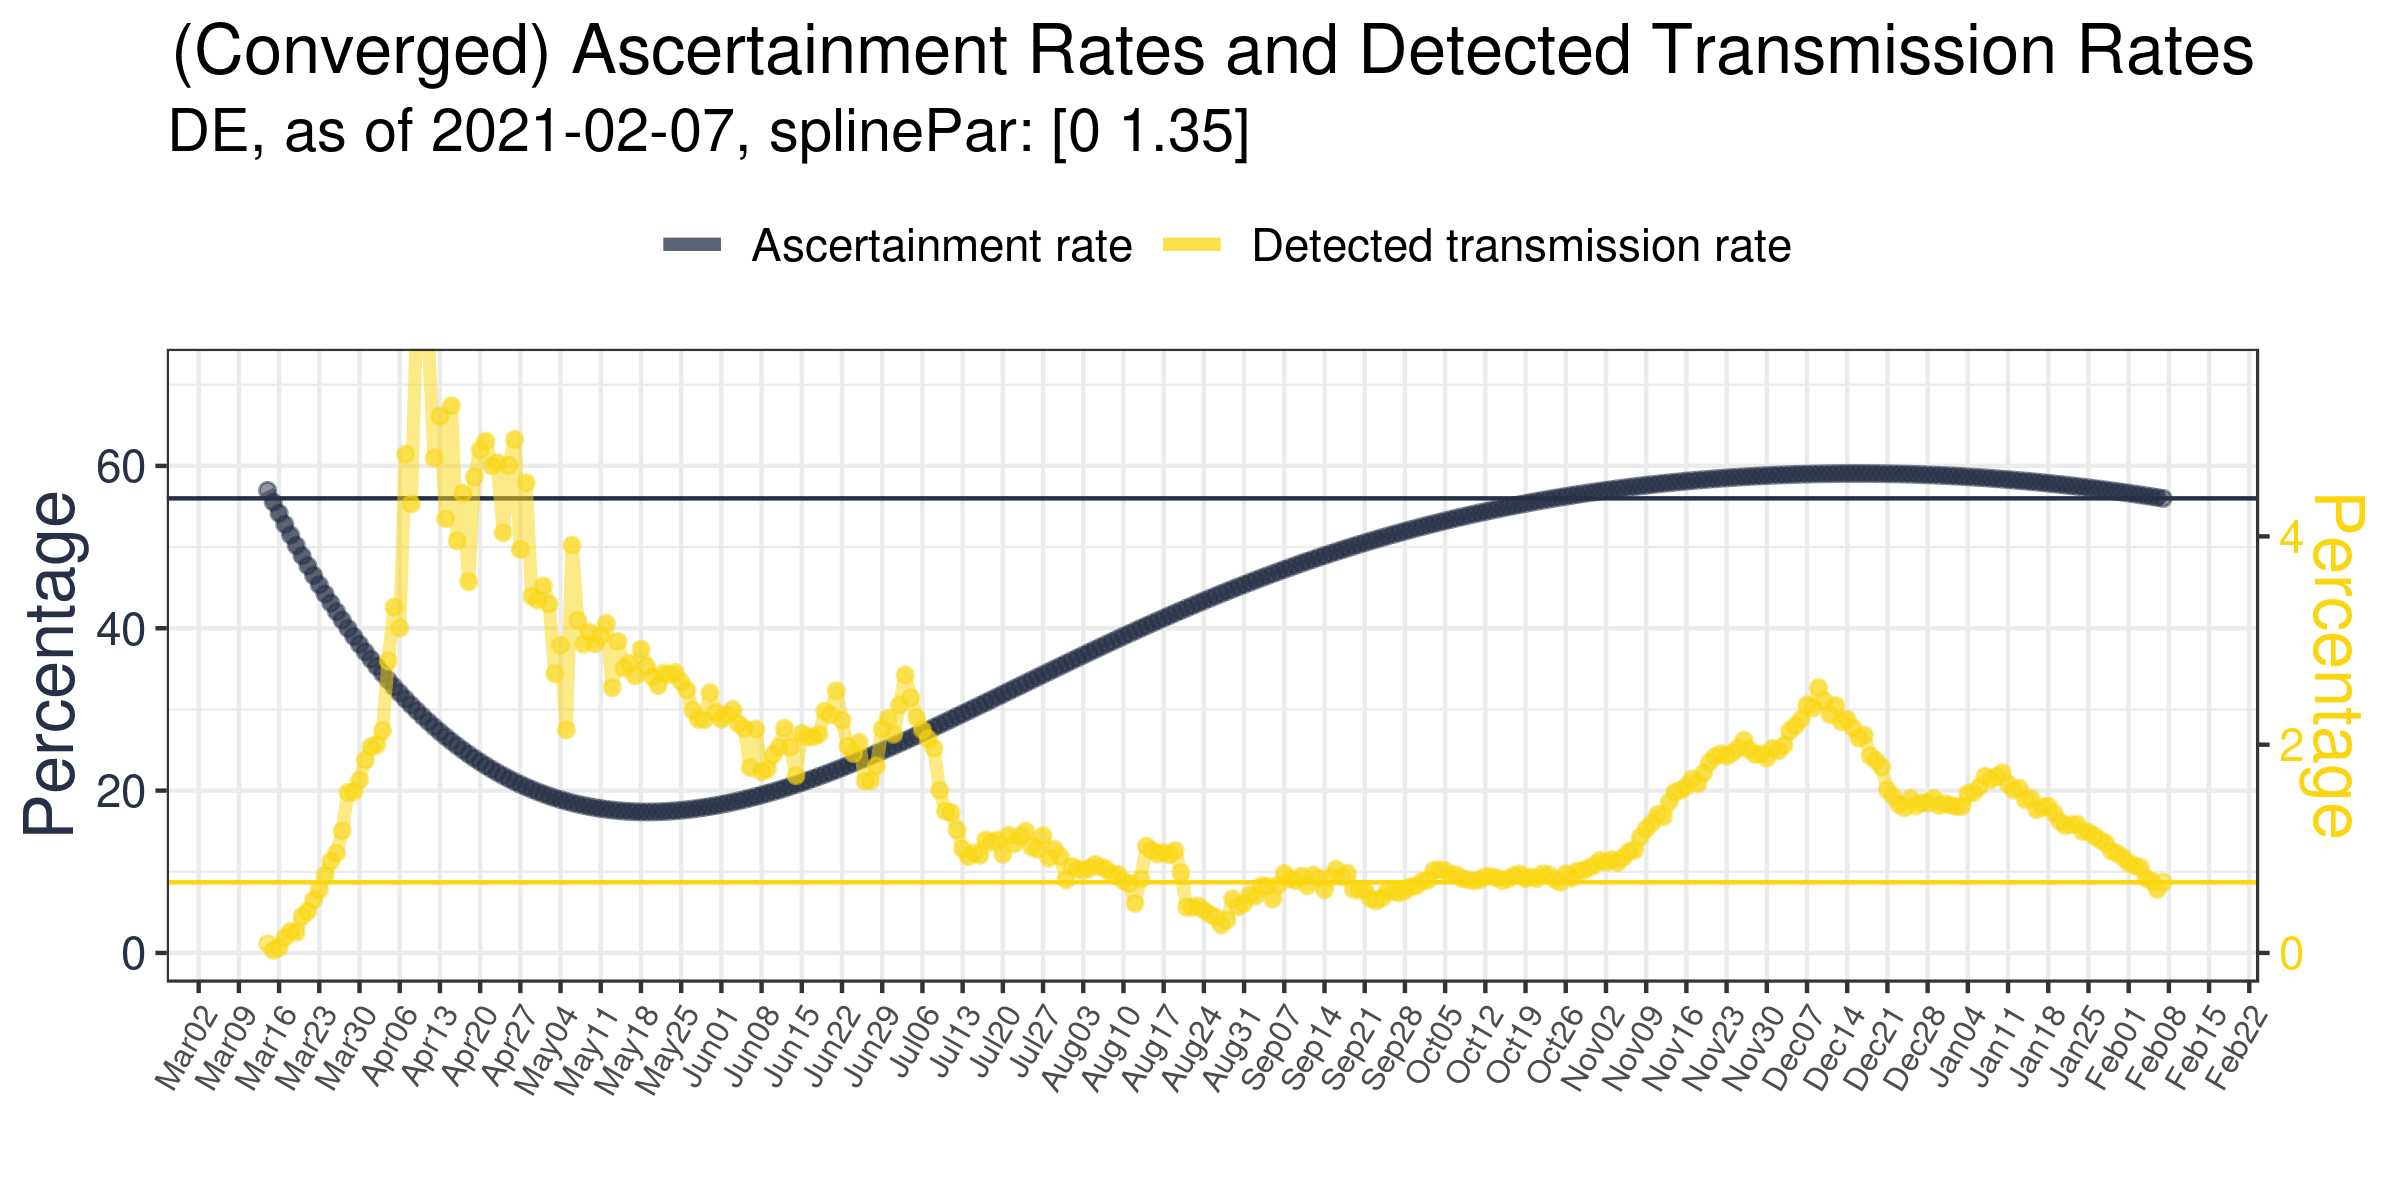 (Converged) Ascertainment Rates and Detected Transmission Rates
DE, as of 2021-02-07, splinePar: [0 1.35]
Ascertainment rate Detected transmission rate
Percentage
60
40
20
0
4
2
0
Percentage
Mar02 Mar09 Mar16 Mar23 Mar30 Apr06 Apr13 Apr20 Apr27 May04 May11 May18 May25 Jun01 Jun08 Jun15 Jun22 Jun29 Jul06 Jul13 Jul20 Jul27 Aug03 Aug10 Aug17 Aug24 Aug31 Sep07 Sep14 Sep21 Sep28 Oct05 Oct12 Oct19 Oct26 Nov02 Nov09 Nov16 Nov23 Nov30 Dec07 Dec14 Dec21 Dec28 Jan04 Jan11 Jan18 Jan25 Feb01 Feb08 Feb15 Feb22